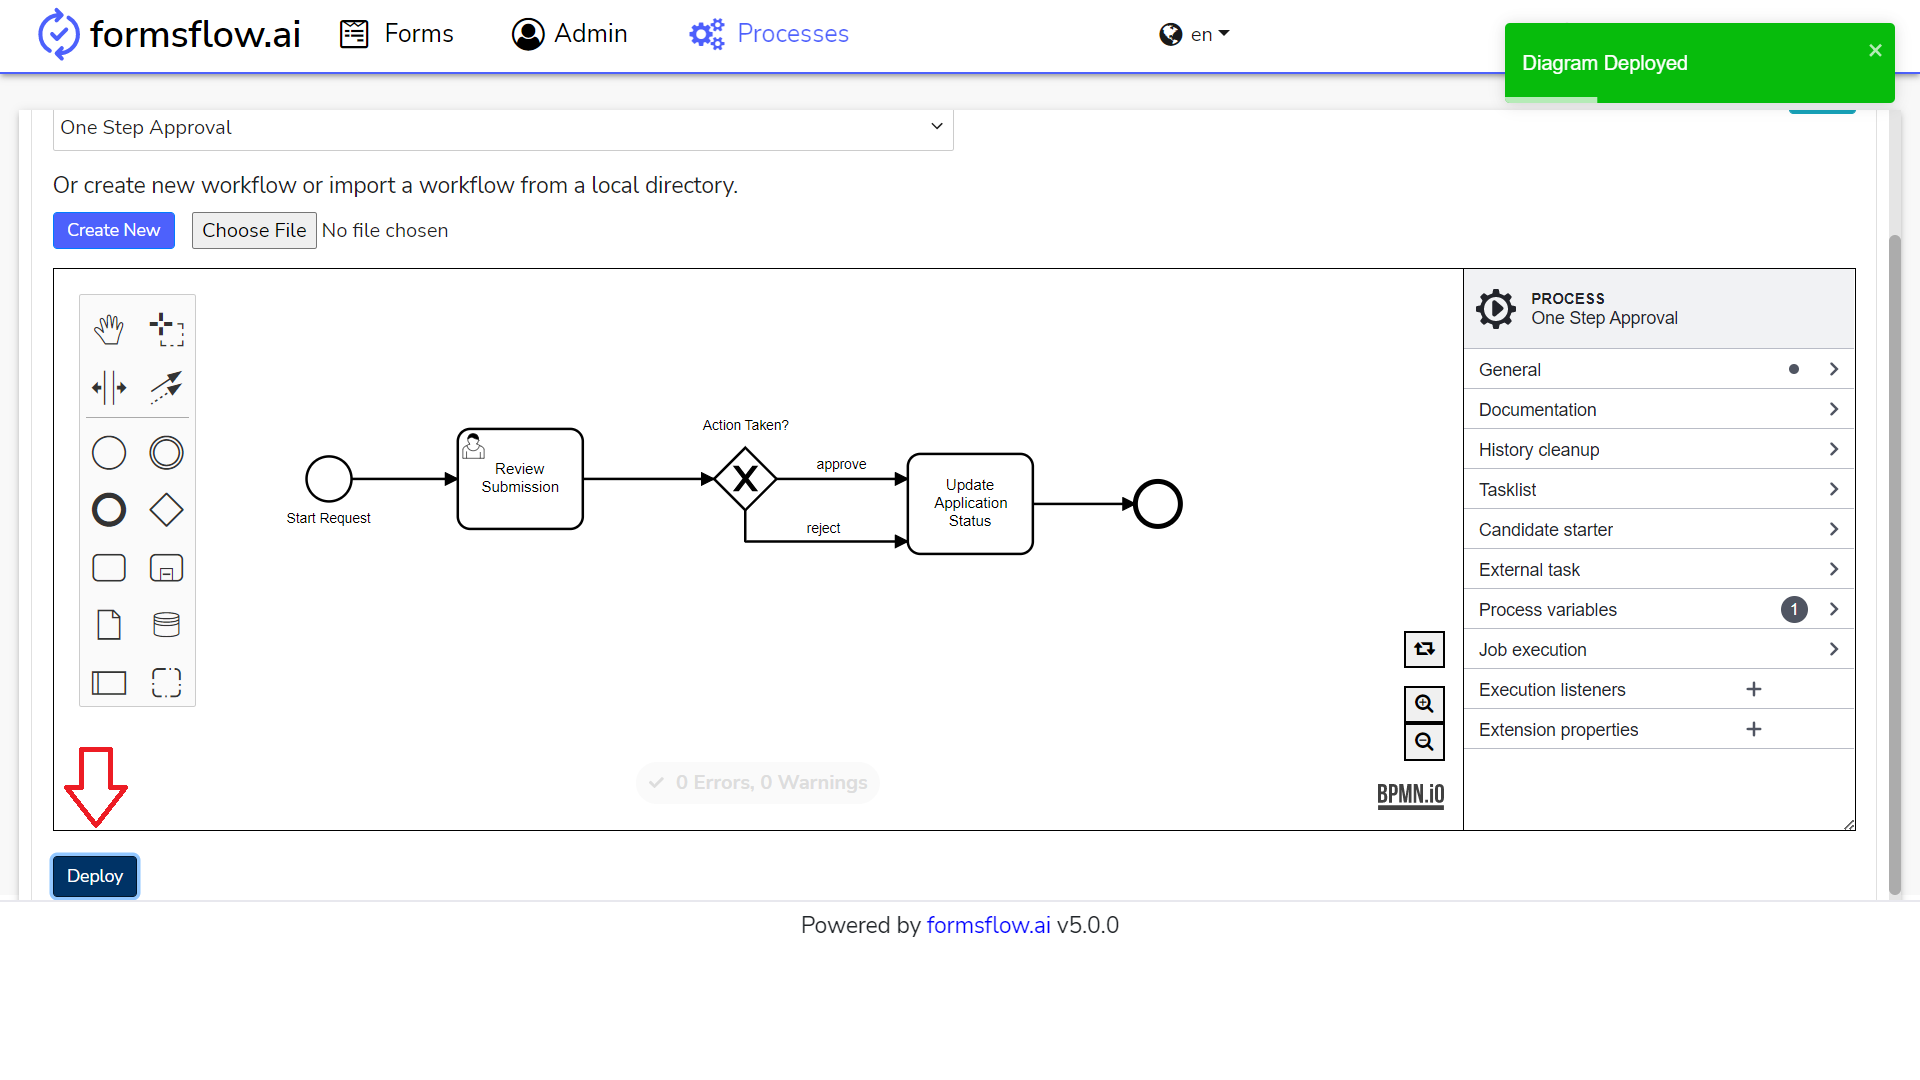 formsflow.ai
Forms
Admin
Processes
en
Diagram Deployed
×
One Step Approval
Or create new workflow or import a workflow from a local directory.
Create New
Choose File No file chosen
PROCESS
One Step Approval
General
Documentation
History cleanup
Tasklist
Candidate starter
External task
Process variables 1
Job execution
Execution listeners
Extension properties
Action Taken?
Review
Submission
approve
Update
Application
Status
Start Request
reject
0 Errors, 0 Warnings
BPMN.iO
Deploy
Powered by formsflow.ai v5.0.0